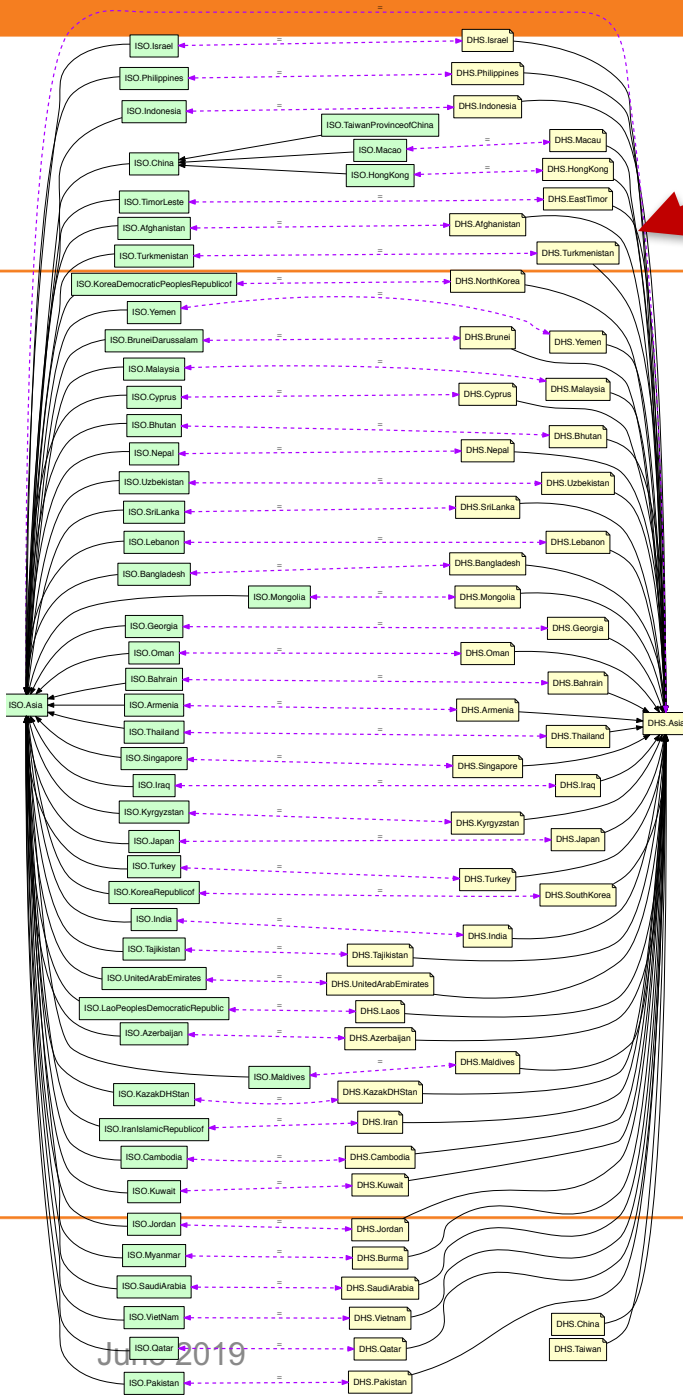 =
ISO.Israel = DHS.Israel
ISO.Philippines = DHS.Philippines
ISO.Indonesia = DHS.Indonesia
ISO.TaiwanProvinceofChina
ISO.Macao = DHS.Macau
ISO.China
ISO.HongKong = DHS.HongKong
ISO.TimorLeste = DHS.EastTimor
ISO.Afghanistan = DHS.Afghanistan
ISO.Turkmenistan = DHS.Turkmenistan
ISO.KoreaDemocraticPeoplesRepublicof = DHS.NorthKorea
ISO.Yemen = DHS.Yemen
ISO.BruneiDarussalam = DHS.Brunei
ISO.Malaysia = DHS.Malaysia
ISO.Cyprus = DHS.Cyprus
ISO.Bhutan = DHS.Bhutan
ISO.Nepal = DHS.Nepal
ISO.Uzbekistan = DHS.Uzbekistan
ISO.SriLanka = DHS.SriLanka
ISO.Lebanon = DHS.Lebanon
ISO.Bangladesh = DHS.Bangladesh
ISO.Mongolia = DHS.Mongolia
ISO.Georgia = DHS.Georgia
ISO.Oman = DHS.Oman
ISO.Bahrain = DHS.Bahrain
ISO.Asia
ISO.Armenia = DHS.Armenia
DHS.Asia
ISO.Thailand = DHS.Thailand
ISO.Singapore = DHS.Singapore
ISO.Iraq = DHS.Iraq
ISO.Kyrgyzstan = DHS.Kyrgyzstan
ISO.Japan = DHS.Japan
ISO.Turkey = DHS.Turkey
ISO.KoreaRepublicof = DHS.SouthKorea
ISO.India = DHS.India
ISO.Tajikistan = DHS.Tajikistan
ISO.UnitedArabEmirates = DHS.UnitedArabEmirates
ISO.LaoPeoplesDemocraticRepublic = DHS.Laos
ISO.Azerbaijan = DHS.Azerbaijan
ISO.Maldives = DHS.Maldives
ISO.KazakDHStan = DHS.KazakDHStan
ISO.IranIslamicRepublicof = DHS.Iran
ISO.Cambodia = DHS.Cambodia
ISO.Kuwait = DHS.Kuwait
ISO.Jordan = DHS.Jordan
ISO.Myanmar = DHS.Burma
ISO.SaudiArabia = DHS.SaudiArabia
ISO.VietNam = DHS.Vietnam
DHS.China
ISO.Qatar = DHS.Qatar
DHS.Taiwan
June 2019
ISO.Pakistan = DHS.Pakistan